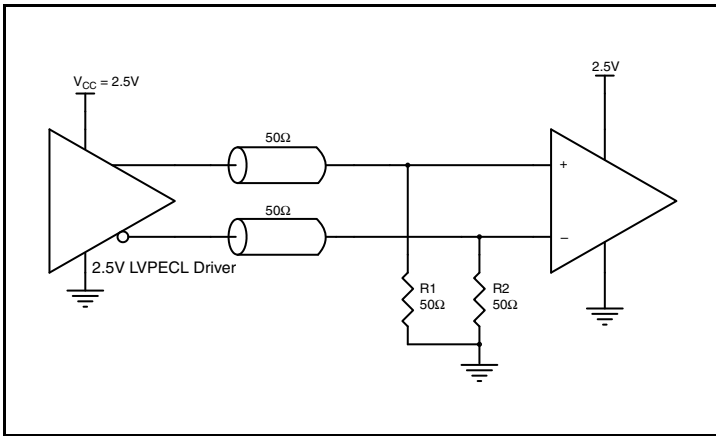 V_CC = 2.5V
2.5V
50Ω
50Ω
+
−
2.5V LVPECL Driver
R1
50Ω
R2
50Ω